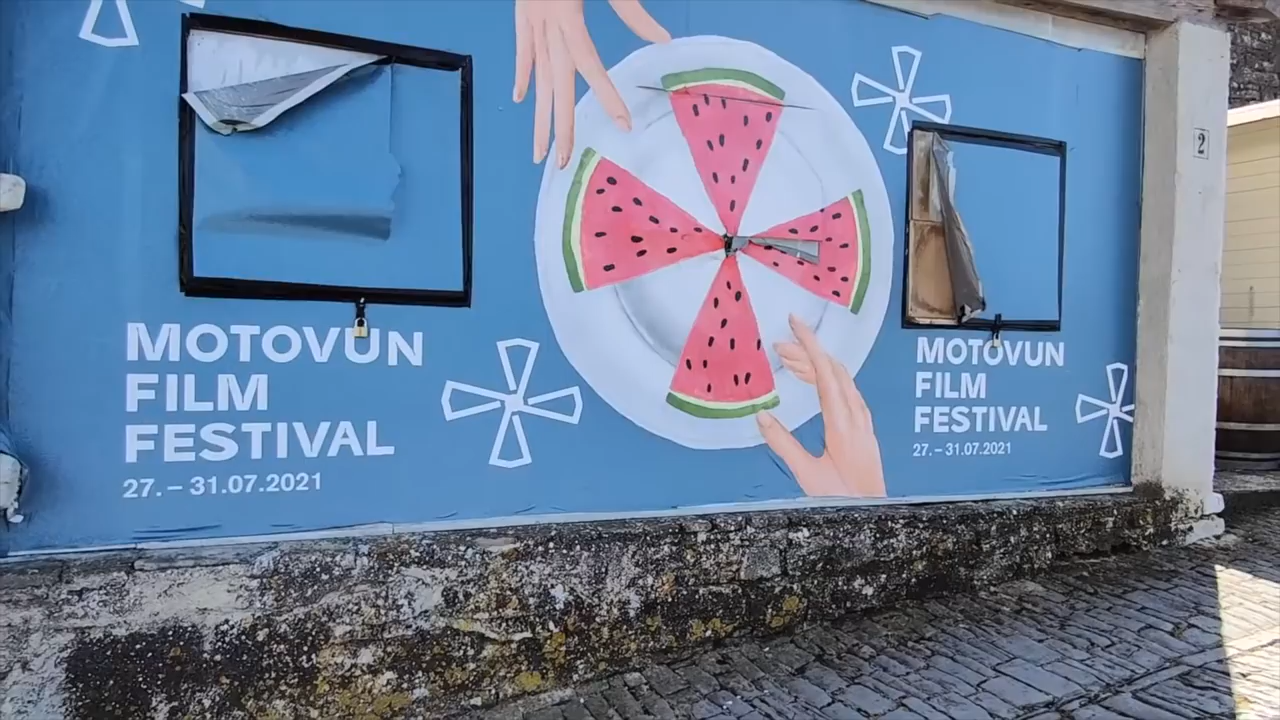 MOTOVUN
FILM
FESTIVAL
27. – 31.07.2021
MOTOVUN
FILM
FESTIVAL
27. – 31.07.2021
2